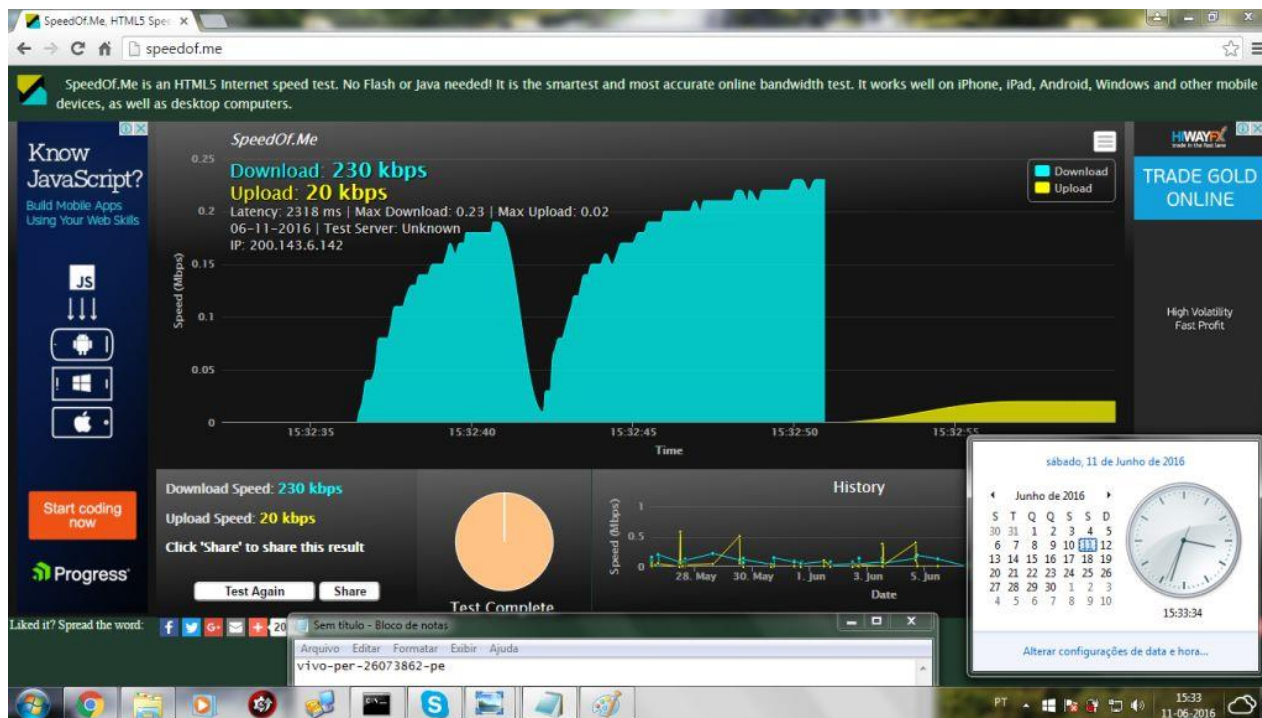 SpeedOf.Me, HTML5 Spee
speedof.me
SpeedOf.Me is an HTML5 Internet speed test. No Flash or Java needed! It is the smartest and most accurate online bandwidth test. It works well on iPhone, iPad, Android, Windows and other mobile
devices, as well as desktop computers.
Know
JavaScript?
Build Mobile Apps
Using Your Web Skills
JS
Start coding
now
Progress
SpeedOf.Me
Download: 230 kbps
Upload: 20 kbps
Latency: 2318 ms | Max Download: 0.23 | Max Upload: 0.02
06-11-2016 | Test Server: Unknown
IP: 200.143.6.142
Download
Upload
Speed (Mbps)
0.25
0.2
0.15
0.1
0.05
0
15:32:35 15:32:40 15:32:45 15:32:50 15:32:55
Time
HIWAYFX
trade in the fast lane
TRADE GOLD
ONLINE
High Volatility
Fast Profit
Download Speed: 230 kbps
Upload Speed: 20 kbps
Click 'Share' to share this result
Test Again Share
Test Complete
History
Speed (Mbps)
1
0.5
0
28. May 30. May 1. Jun 3. Jun 5. Jun
Date
sábado, 11 de Junho de 2016
Junho de 2016
S T Q Q S S D
30 31 1 2 3 4 5
6 7 8 9 10 11 12
13 14 15 16 17 18 19
20 21 22 23 24 25 26
27 28 29 30 1 2 3
4 5 6 7 8 9 10
15:33:34
Alterar configurações de data e hora...
Liked it? Spread the word:
G+
20
Sem título - Bloco de notas
Arquivo Editar Formatar Exibir Ajuda
vivo-per-26073862-pe
PT
15:33
11-06-2016